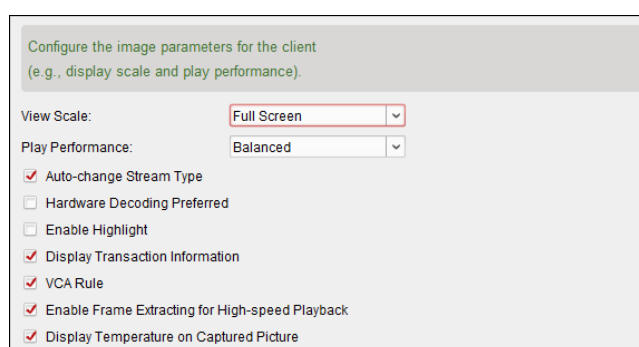 Configure the image parameters for the client
(e.g., display scale and play performance).
View Scale: Full Screen
Play Performance: Balanced
Auto-change Stream Type
Hardware Decoding Preferred
Enable Highlight
Display Transaction Information
VCA Rule
Enable Frame Extracting for High-speed Playback
Display Temperature on Captured Picture